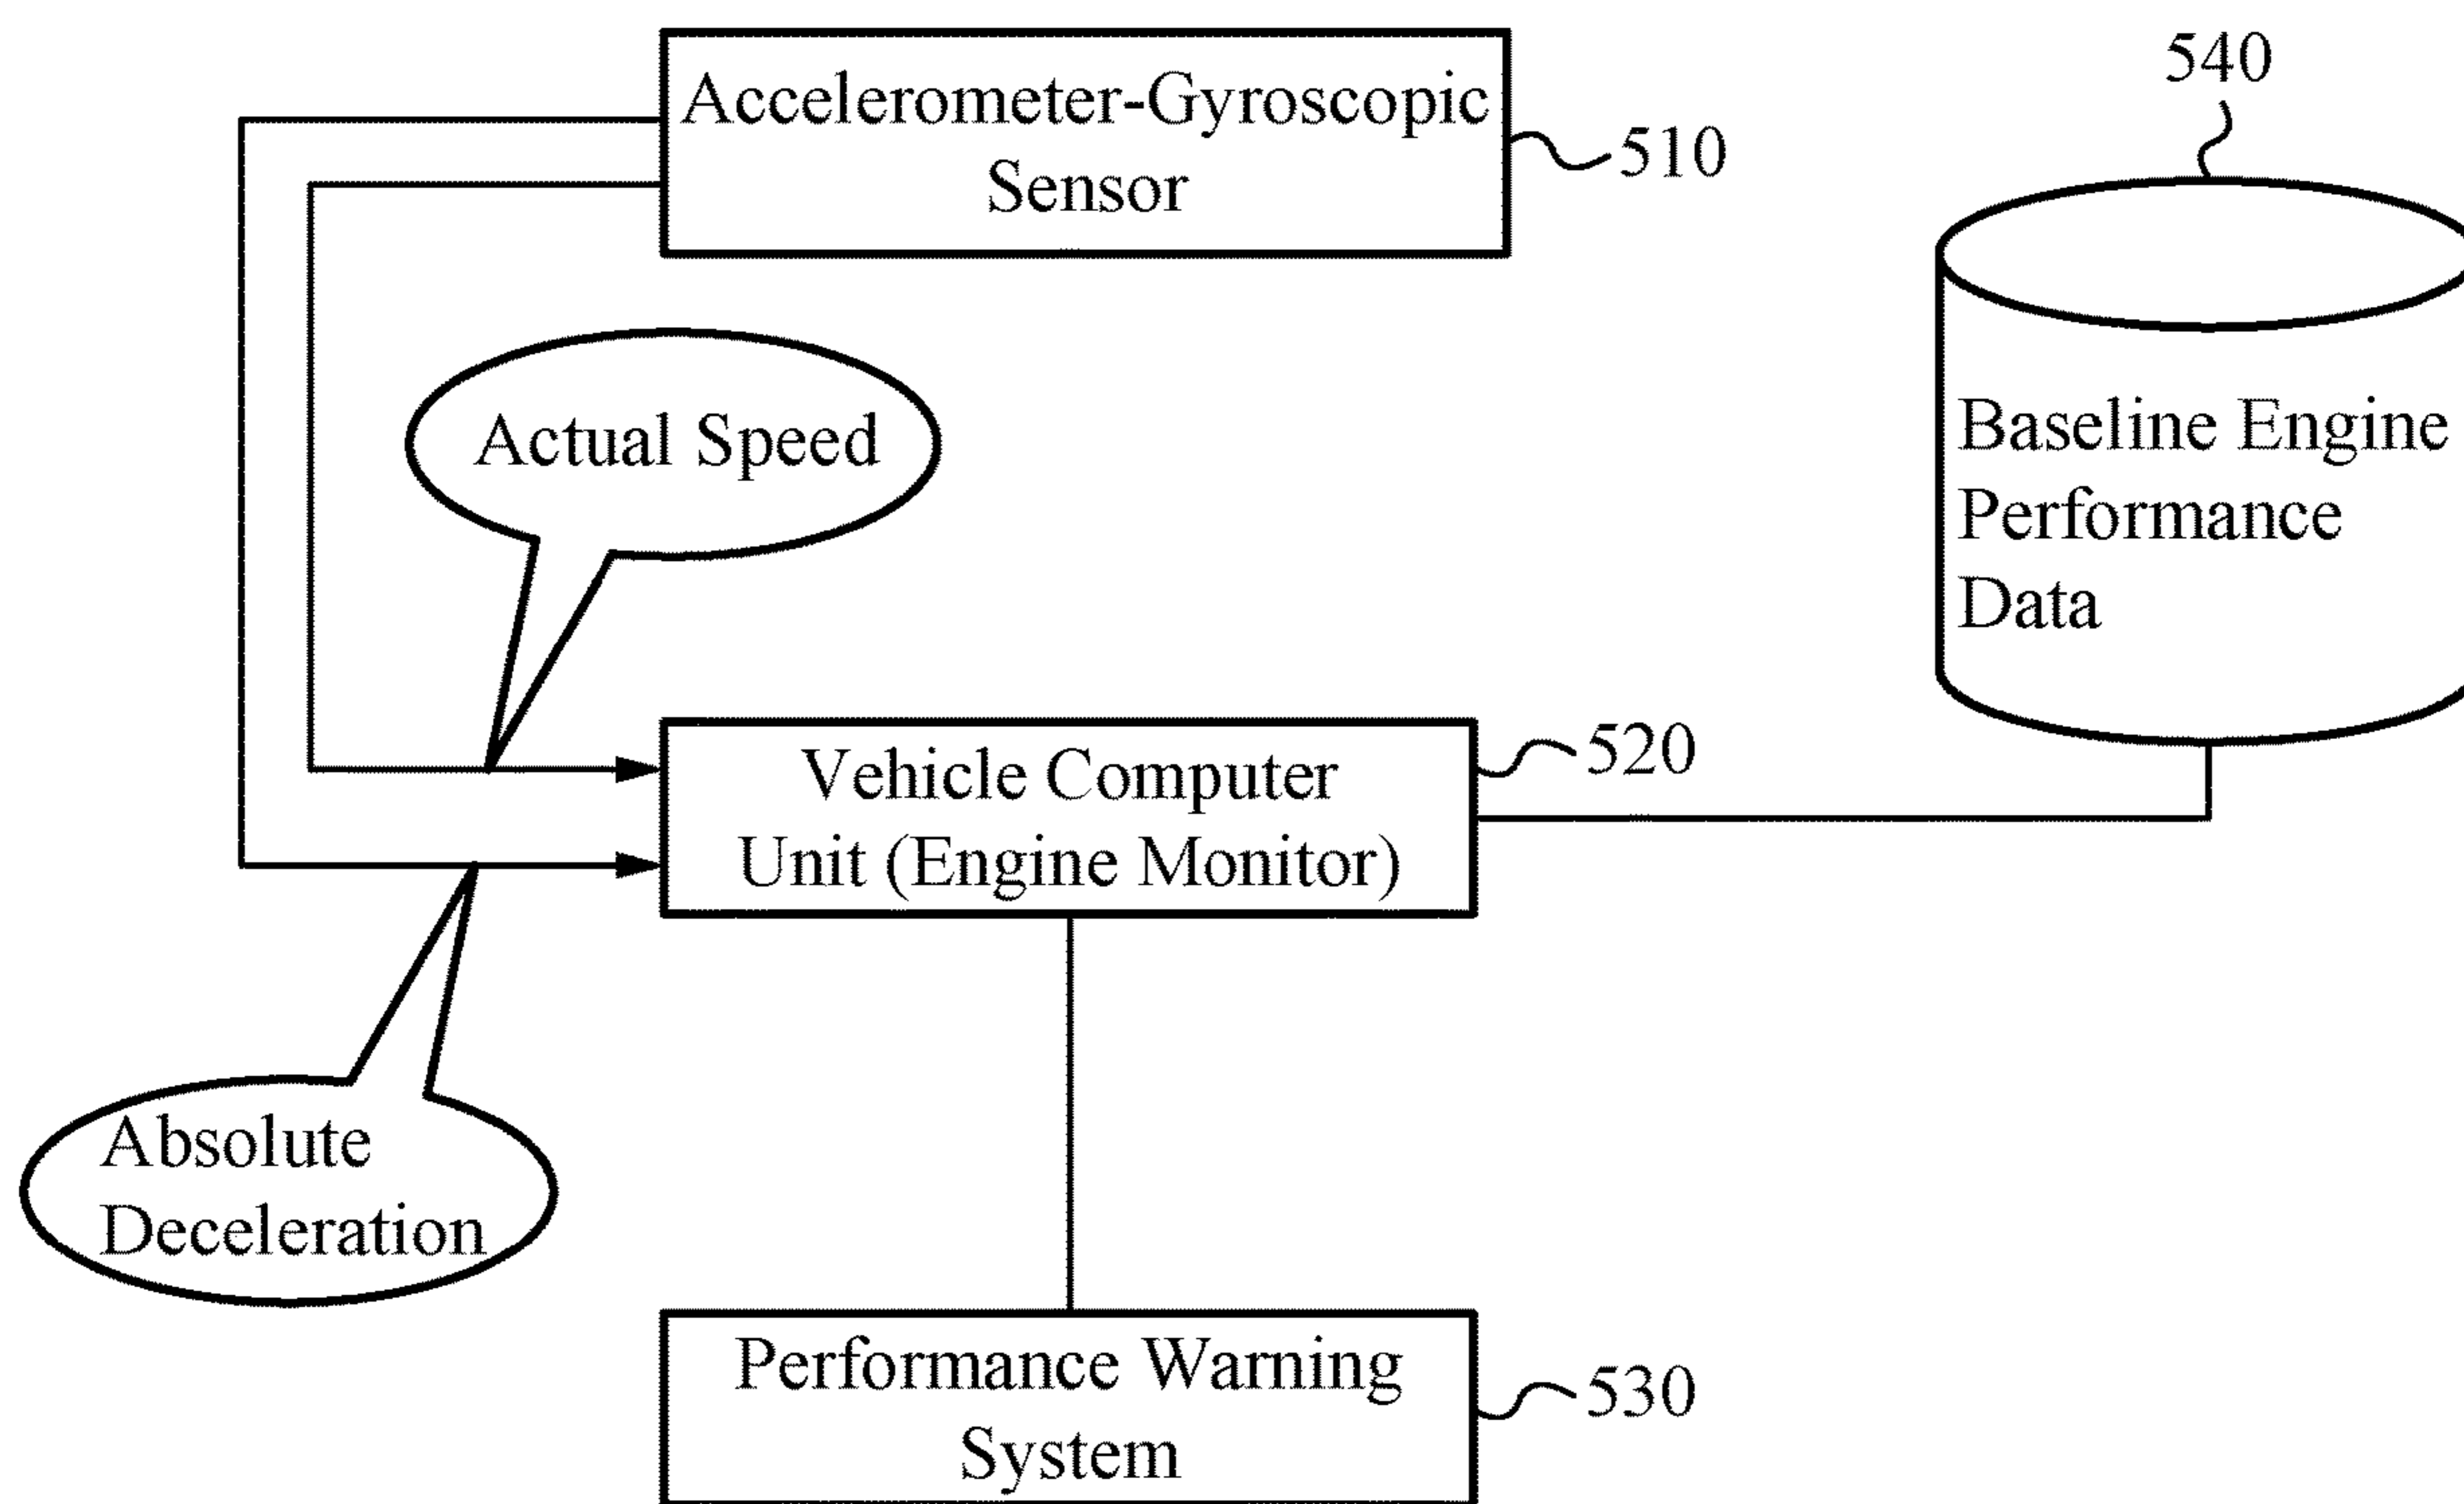 Accelerometer-Gyroscopic
Sensor
510
540
Actual Speed
Baseline Engine
Performance
Data
Vehicle Computer
Unit (Engine Monitor)
520
Absolute
Deceleration
Performance Warning
System
530